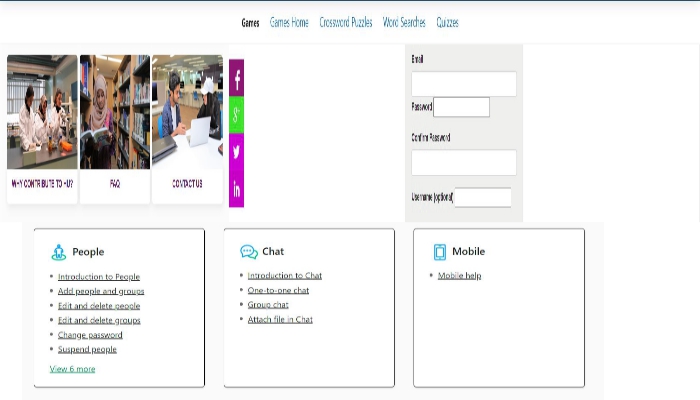 Games Games Home Crossword Puzzles Word Searches Quizzes
WHY CONTRIBUTE TO HU?
FAQ
CONTACT US
f
g+
in
Email
Password
Confirm Password
Username (optional)
People
Introduction to People
Add people and groups
Edit and delete people
Edit and delete groups
Change password
Suspend people
View 6 more
Chat
Introduction to Chat
One-to-one chat
Group chat
Attach file in Chat
Mobile
Mobile help